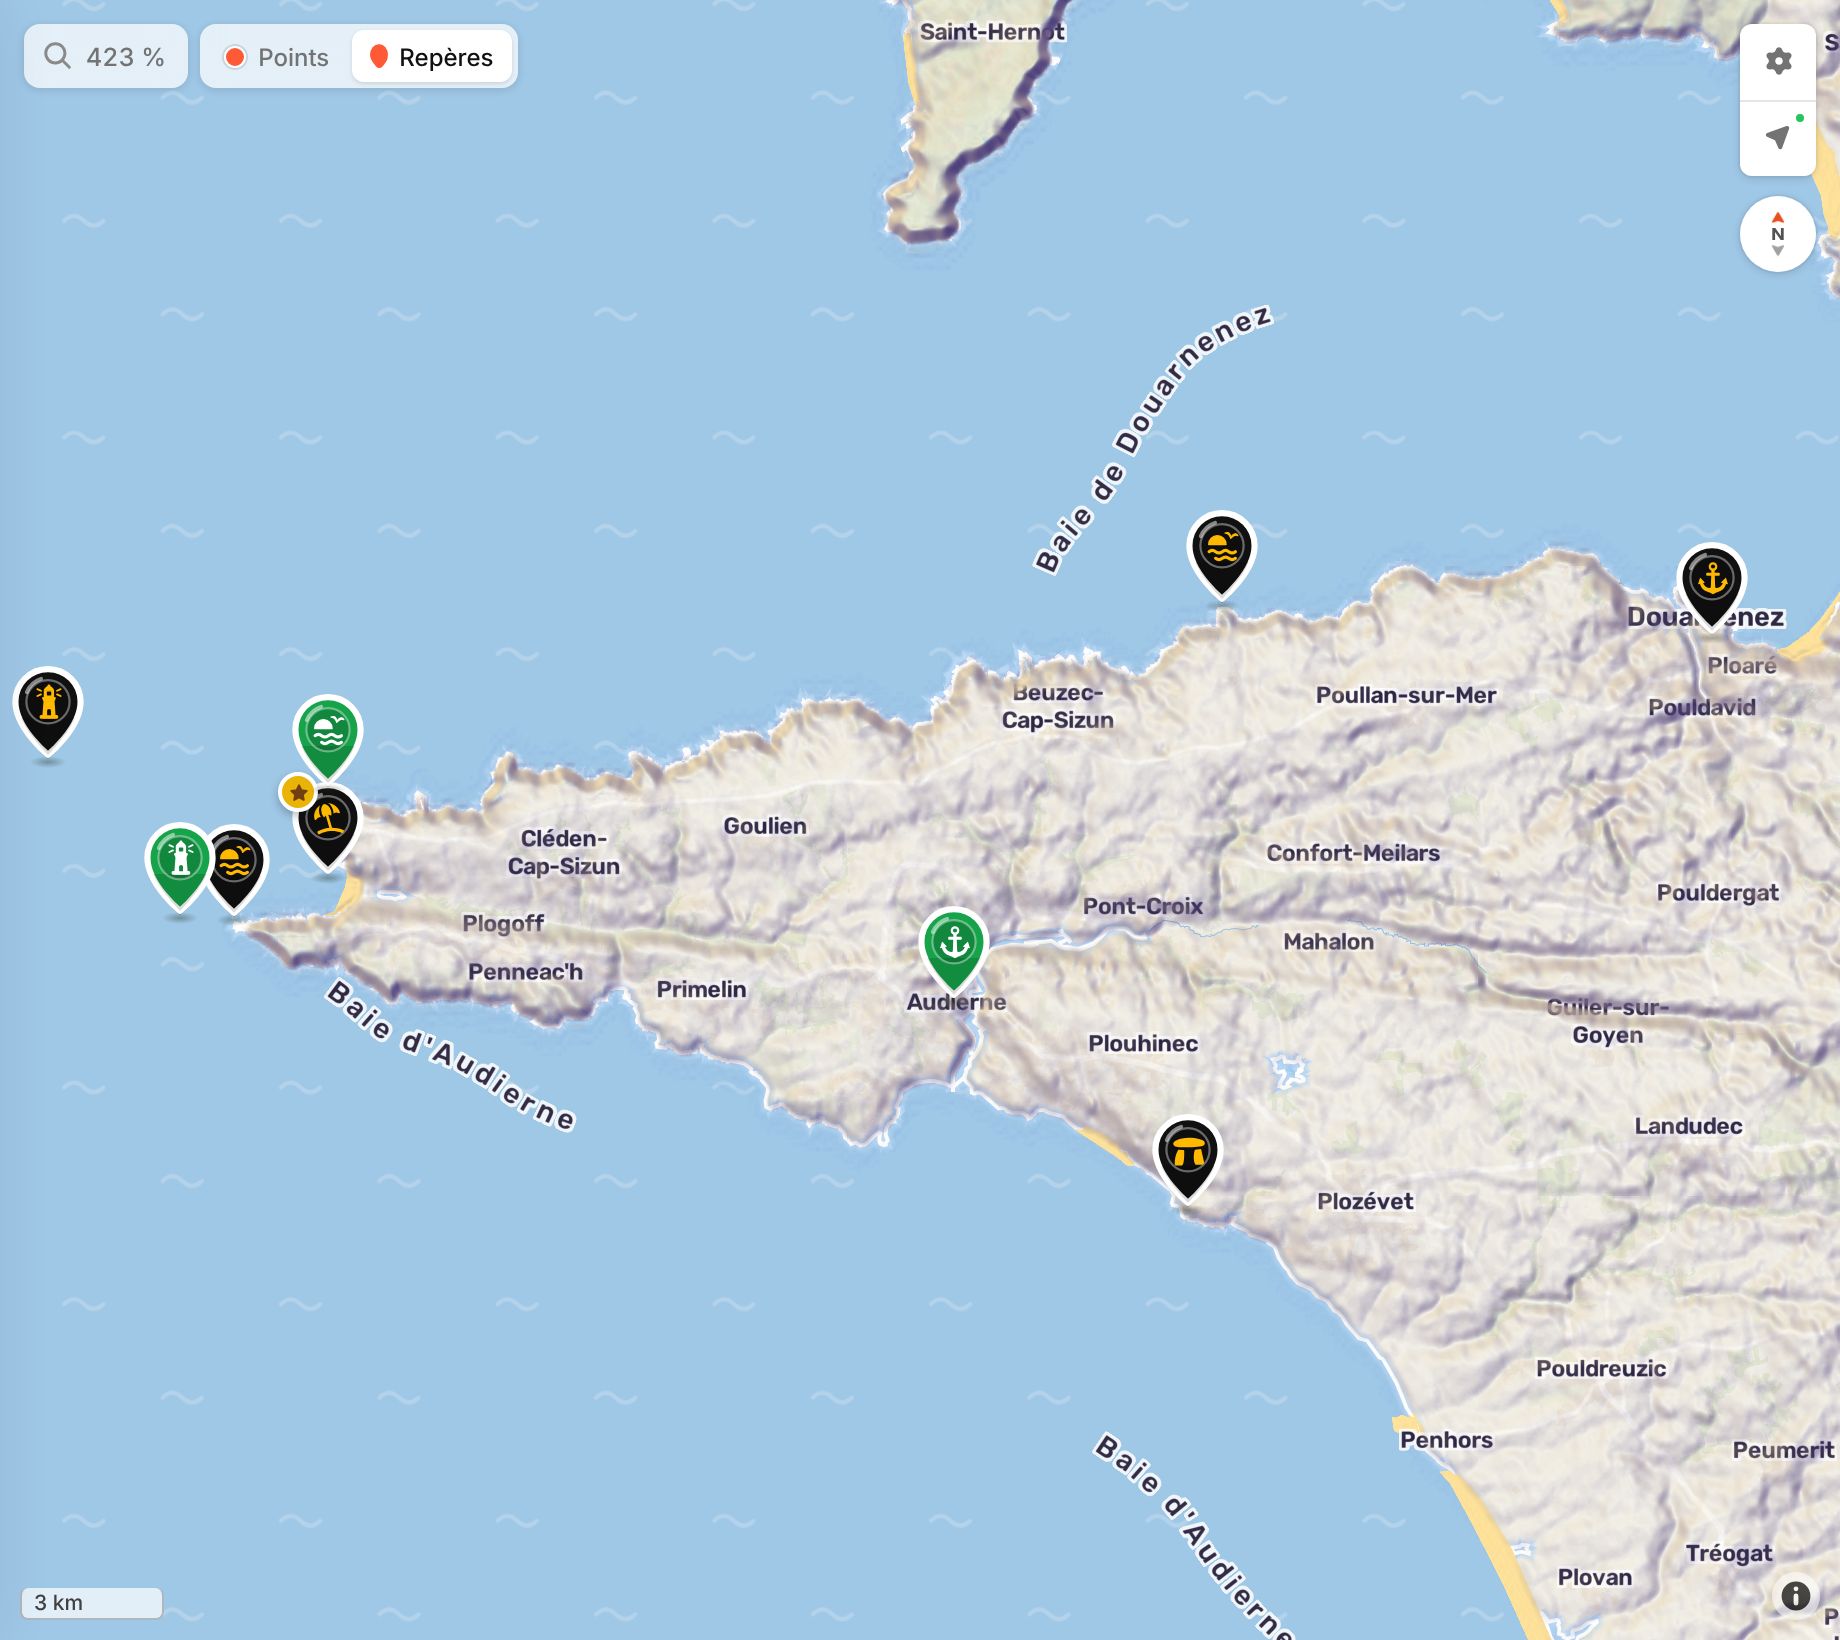 423 %
Points
Repères
Saint-Hernot
N
Baie de Douarnenez
Douarnenez
Ploaré
Pouldavid
Beuzec-
Cap-Sizun
Poullan-sur-Mer
Goulien
Cléden-
Cap-Sizun
Confort-Meilars
Pouldergat
Pont-Croix
Plogoff
Mahalon
Penneac'h
Primelin
Audierne
Guiler-sur-
Goyen
Plouhinec
Baie d'Audierne
Landudec
Plozévet
Pouldreuzic
Penhors
Peumerit
Baie d'Audierne
Tréogat
Plovan
3 km